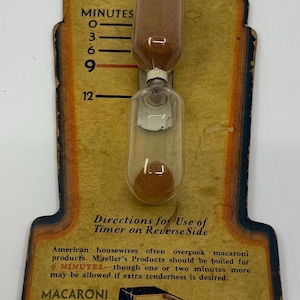 MINUTES
0
3
6
9
12
Directions for Use of
Timer on Reverse Side
American housewives often overcook macaroni
products. Mueller's Products should be boiled for
9 MINUTES—though one or two minutes more
may be allowed if extra tenderness is desired.
MACARONI